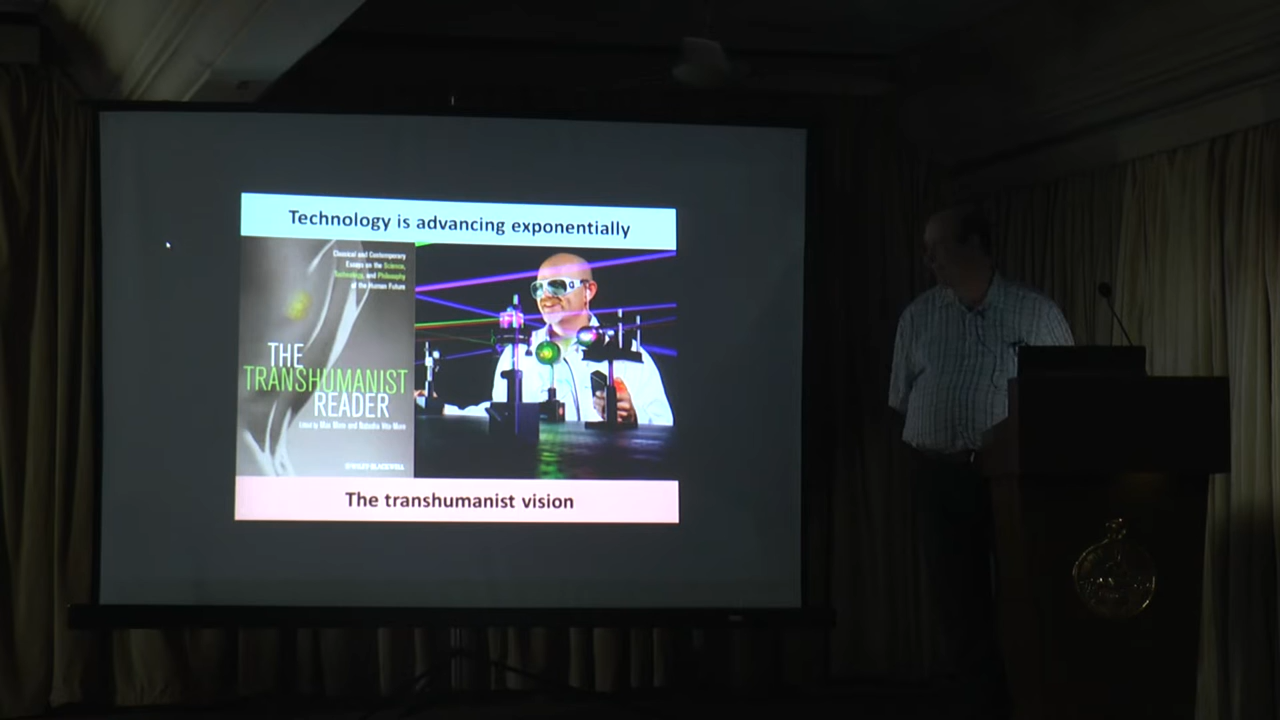 Technology is advancing exponentially
Classical and Contemporary
Essays on the Science,
Technology, and Philosophy
of the Human Future
THE
TRANSHUMANIST
READER
Edited by Max More and Natasha Vita-More
WILEY-BLACKWELL
The transhumanist vision